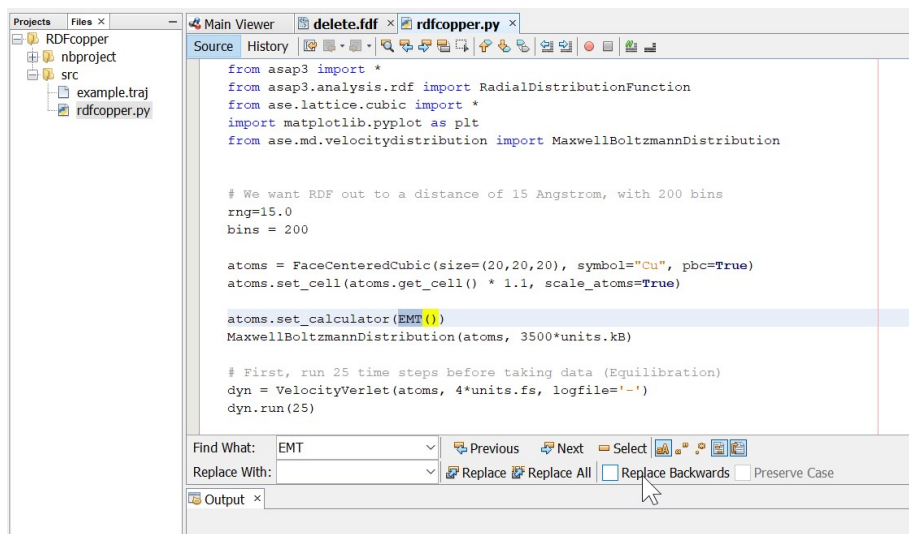 Projects Files × −
RDFcopper
nbproject
src
example.traj
rdfcopper.py
Main Viewer delete.fdf × rdfcopper.py ×
Source History
from asap3 import *
from asap3.analysis.rdf import RadialDistributionFunction
from ase.lattice.cubic import *
import matplotlib.pyplot as plt
from ase.md.velocitydistribution import MaxwellBoltzmannDistribution
# We want RDF out to a distance of 15 Angstrom, with 200 bins
rng=15.0
bins = 200
atoms = FaceCenteredCubic(size=(20,20,20), symbol="Cu", pbc=True)
atoms.set_cell(atoms.get_cell() * 1.1, scale_atoms=True)
atoms.set_calculator(EMT())
MaxwellBoltzmannDistribution(atoms, 3500*units.kB)
# First, run 25 time steps before taking data (Equilibration)
dyn = VelocityVerlet(atoms, 4*units.fs, logfile='-')
dyn.run(25)
Find What: EMT Previous Next Select
Replace With: Replace Replace All Replace Backwards Preserve Case
Output ×